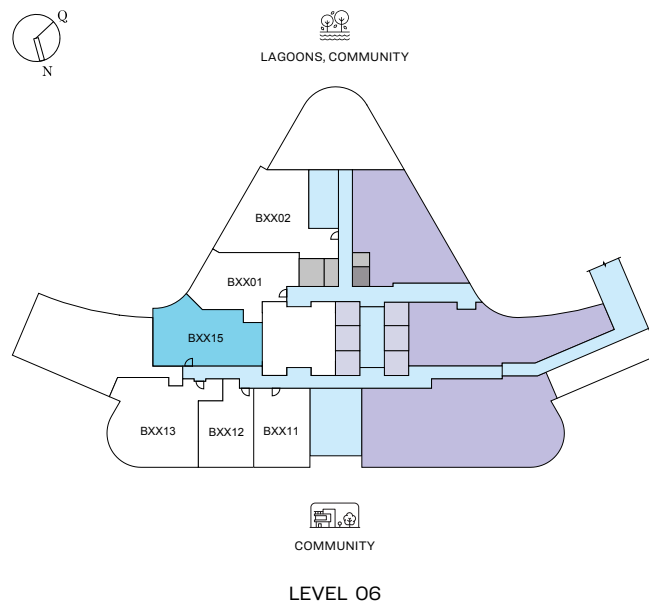 Q
N
LAGOONS, COMMUNITY
BXX02
BXX01
BXX15
BXX13
BXX12
BXX11
COMMUNITY
LEVEL 06